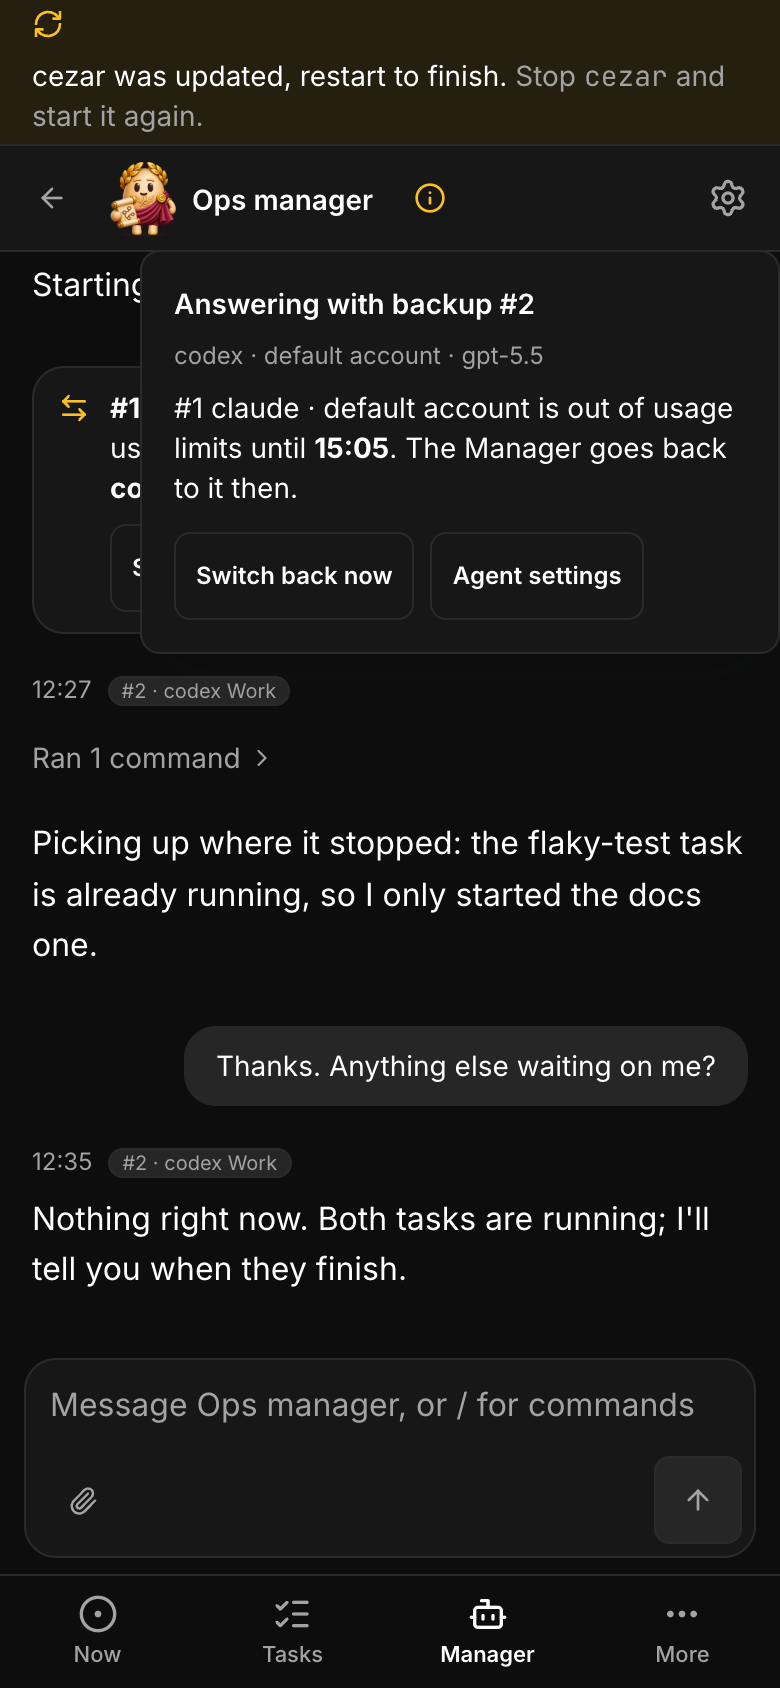 cezar was updated, restart to finish. Stop cezar and
start it again.
Ops manager
Starting
Answering with backup #2
codex · default account · gpt-5.5
#1 claude · default account is out of usage
limits until 15:05. The Manager goes back
to it then.
Switch back now
Agent settings
#1
us
co
12:27
#2 · codex Work
Ran 1 command
Picking up where it stopped: the flaky-test task
is already running, so I only started the docs
one.
Thanks. Anything else waiting on me?
12:35
#2 · codex Work
Nothing right now. Both tasks are running; I'll
tell you when they finish.
Message Ops manager, or / for commands
Now
Tasks
Manager
More